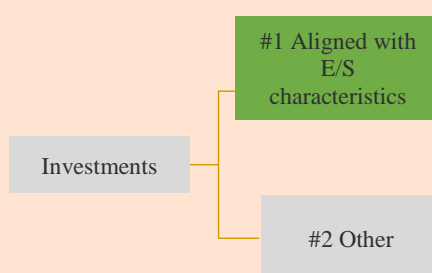 #1 Aligned with
E/S
characteristics
Investments
#2 Other